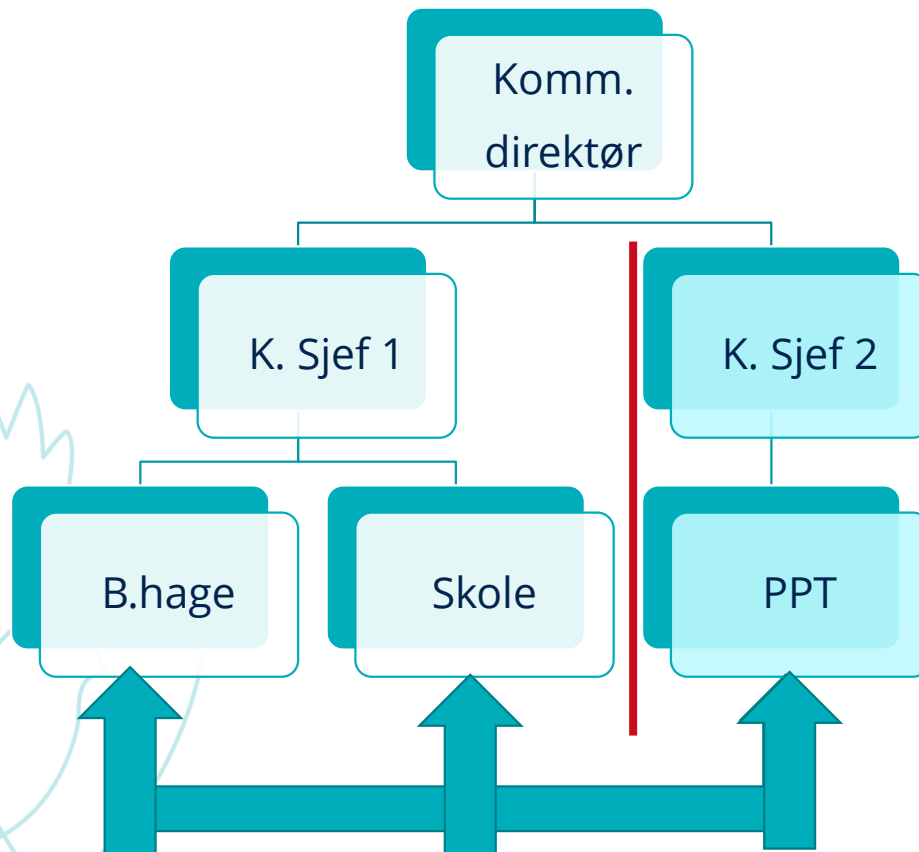 Komm.
direktør
K. Sjef 1
K. Sjef 2
B.hage
Skole
PPT